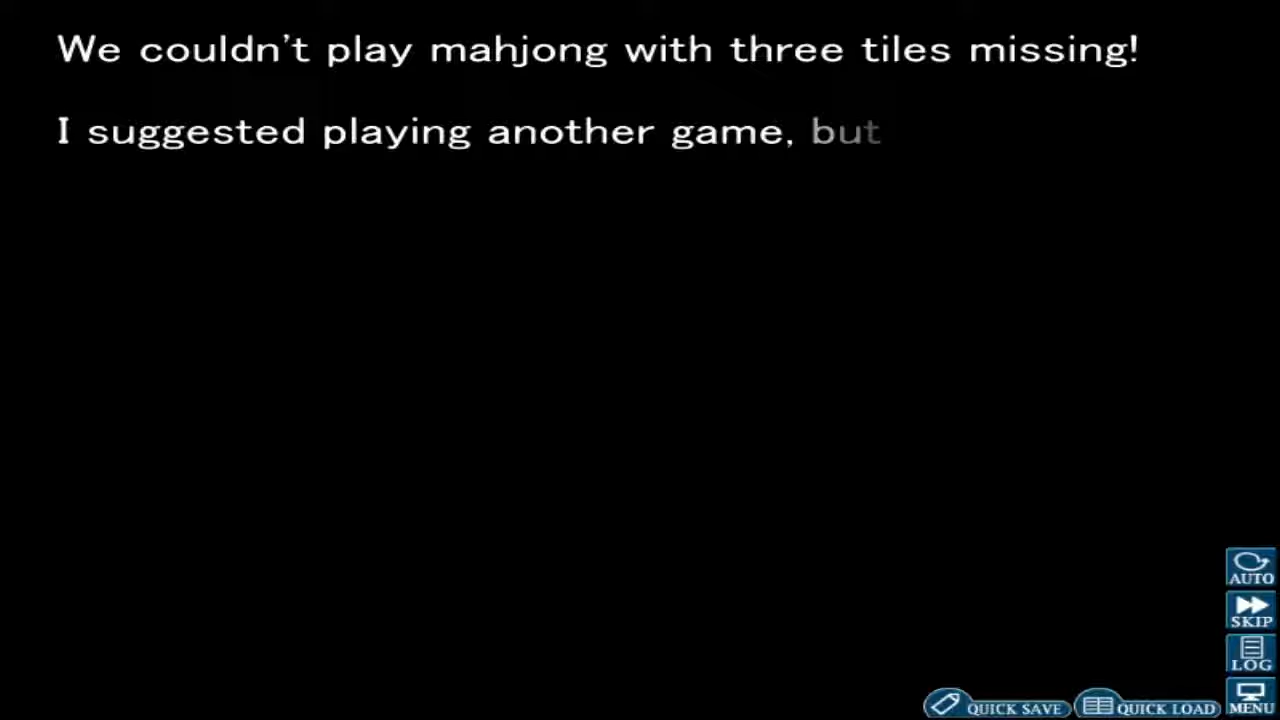 We couldn't play mahjong with three tiles missing!
I suggested playing another game, but
AUTO
SKIP
LOG
MENU
QUICK SAVE
QUICK LOAD